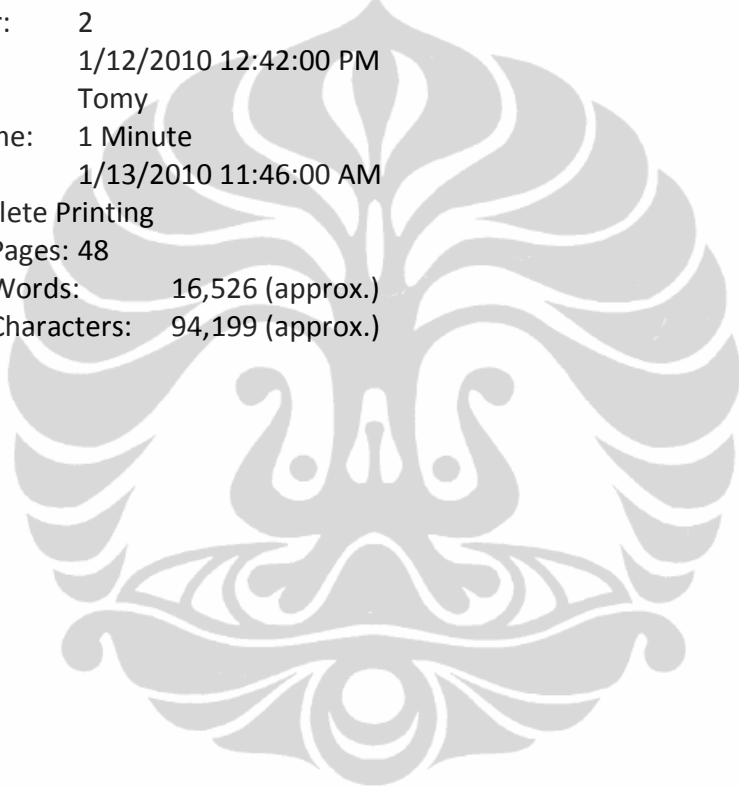 r: 2
1/12/2010 12:42:00 PM
Tomy
me: 1 Minute
1/13/2010 11:46:00 AM
lete Printing
Pages: 48
Words: 16,526 (approx.)
Characters: 94,199 (approx.)